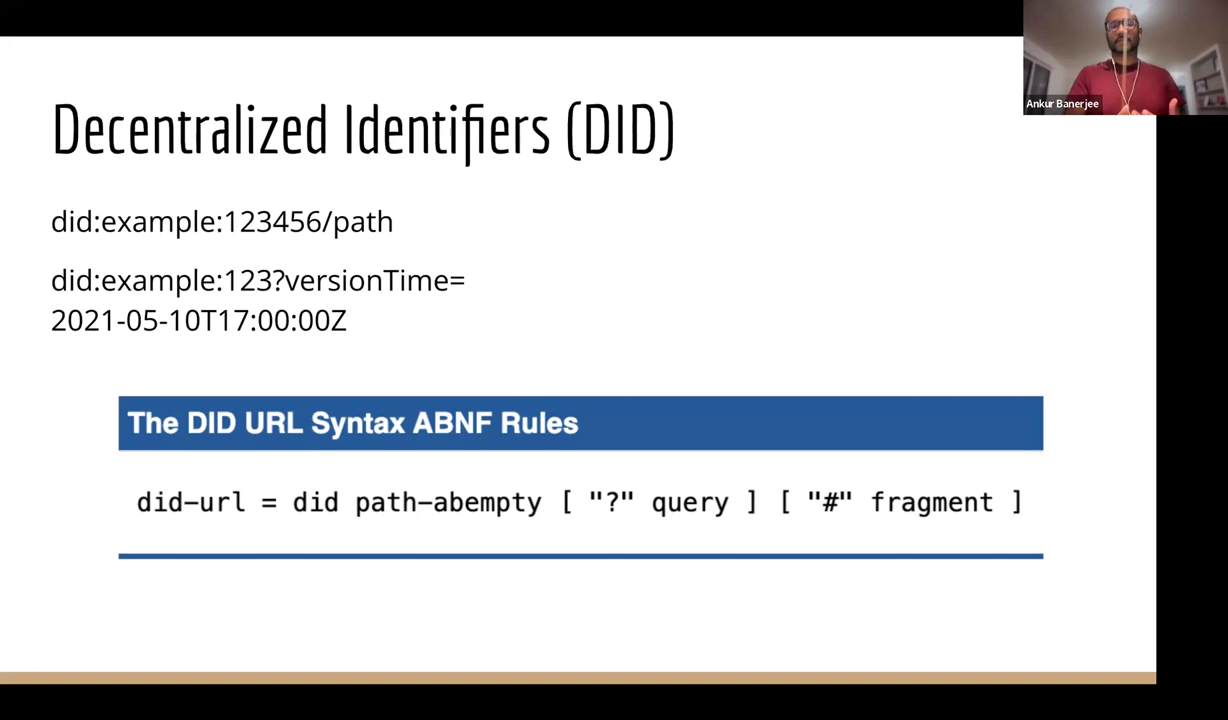 Decentralized Identifiers (DID)
Ankur Banerjee
did:example:123456/path
did:example:123?versionTime=
2021-05-10T17:00:00Z
The DID URL Syntax ABNF Rules
did-url = did path-abempty [ "?" query ] [ "#" fragment ]